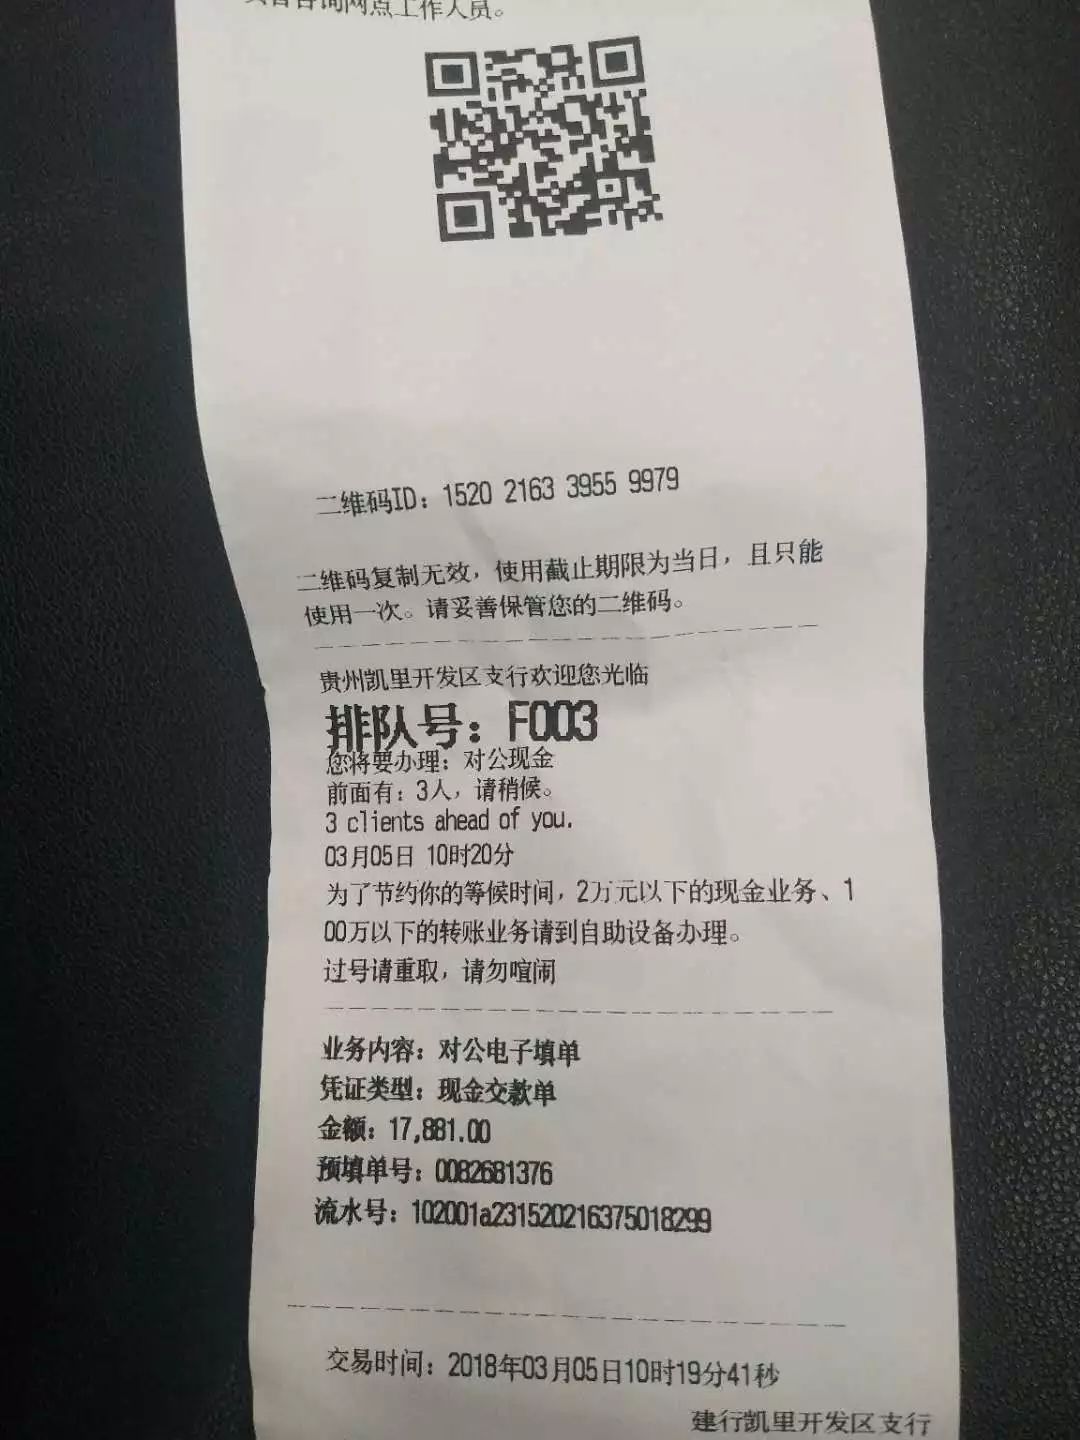 咨询网点工作人员。
二维码ID：1520 2163 3955 9979
二维码复制无效，使用截止期限为当日，且只能
使用一次。请妥善保管您的二维码。
贵州凯里开发区支行欢迎您光临
排队号：F003
您将要办理：对公现金
前面有：3人，请稍候。
3 clients ahead of you.
03月05日 10时20分
为了节约你的等候时间，2万元以下的现金业务、1
00万以下的转账业务请到自助设备办理。
过号请重取，请勿喧闹
业务内容：对公电子填单
凭证类型：现金交款单
金额：17,881.00
预填单号：0082681376
流水号：102001a231520216375018299
交易时间：2018年03月05日10时19分41秒
建行凯里开发区支行